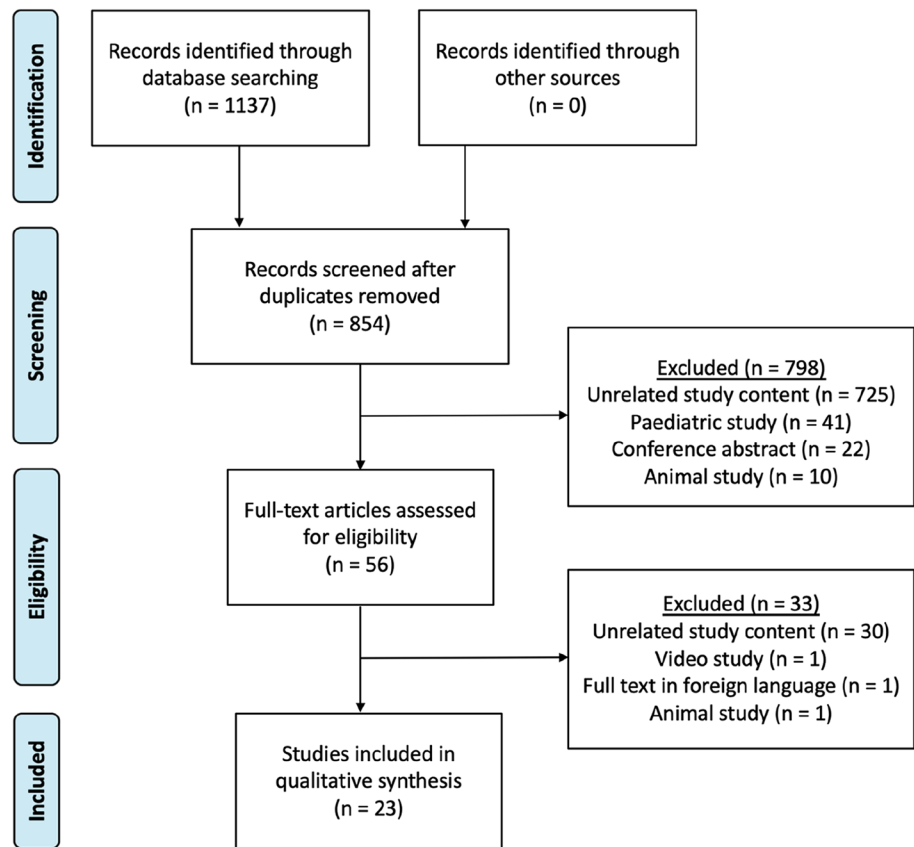 Identification
Records identified through
database searching
(n = 1137)
Records identified through
other sources
(n = 0)
Screening
Records screened after
duplicates removed
(n = 854)
Excluded (n = 798)
Unrelated study content (n = 725)
Paediatric study (n = 41)
Conference abstract (n = 22)
Animal study (n = 10)
Eligibility
Full-text articles assessed
for eligibility
(n = 56)
Excluded (n = 33)
Unrelated study content (n = 30)
Video study (n = 1)
Full text in foreign language (n = 1)
Animal study (n = 1)
Included
Studies included in
qualitative synthesis
(n = 23)